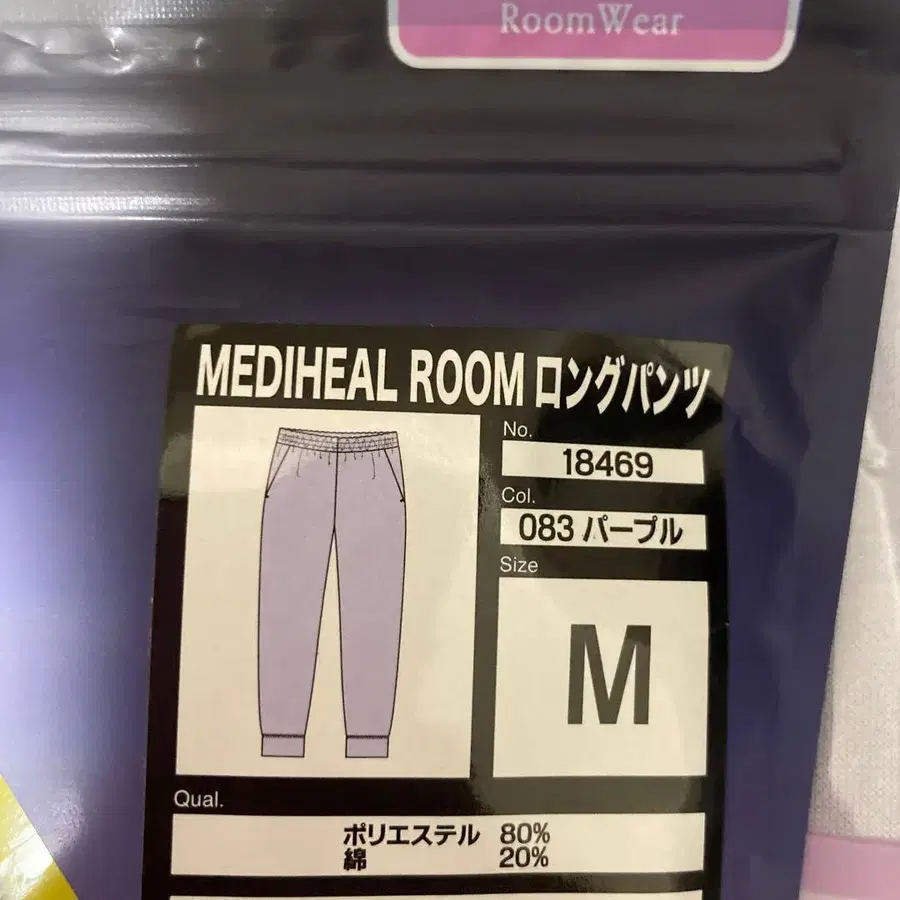 RoomWear
MEDIHEAL ROOM ロングパンツ
No.
18469
Col.
083 パープル
Size
M
Qual.
ポリエステル 80%
綿 20%